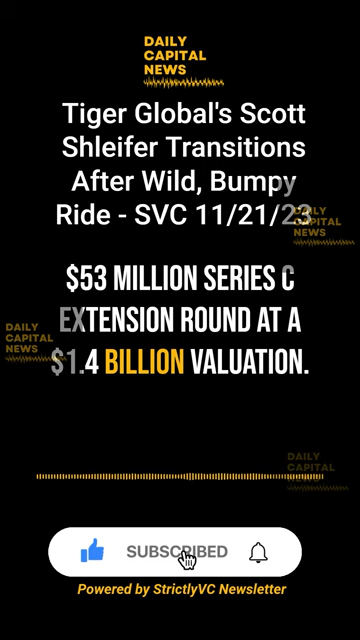 DAILY
CAPITAL
NEWS
Tiger Global's Scott
Shleifer Transitions
After Wild, Bumpy
Ride - SVC 11/21/23
DAILY
CAPITAL
NEWS
$53 MILLION SERIES C
EXTENSION ROUND AT A
$1.4 BILLION VALUATION.
DAILY
CAPITAL
NEWS
DAILY
CAPITAL
NEWS
SUBSCRIBED
Powered by StrictlyVC Newsletter